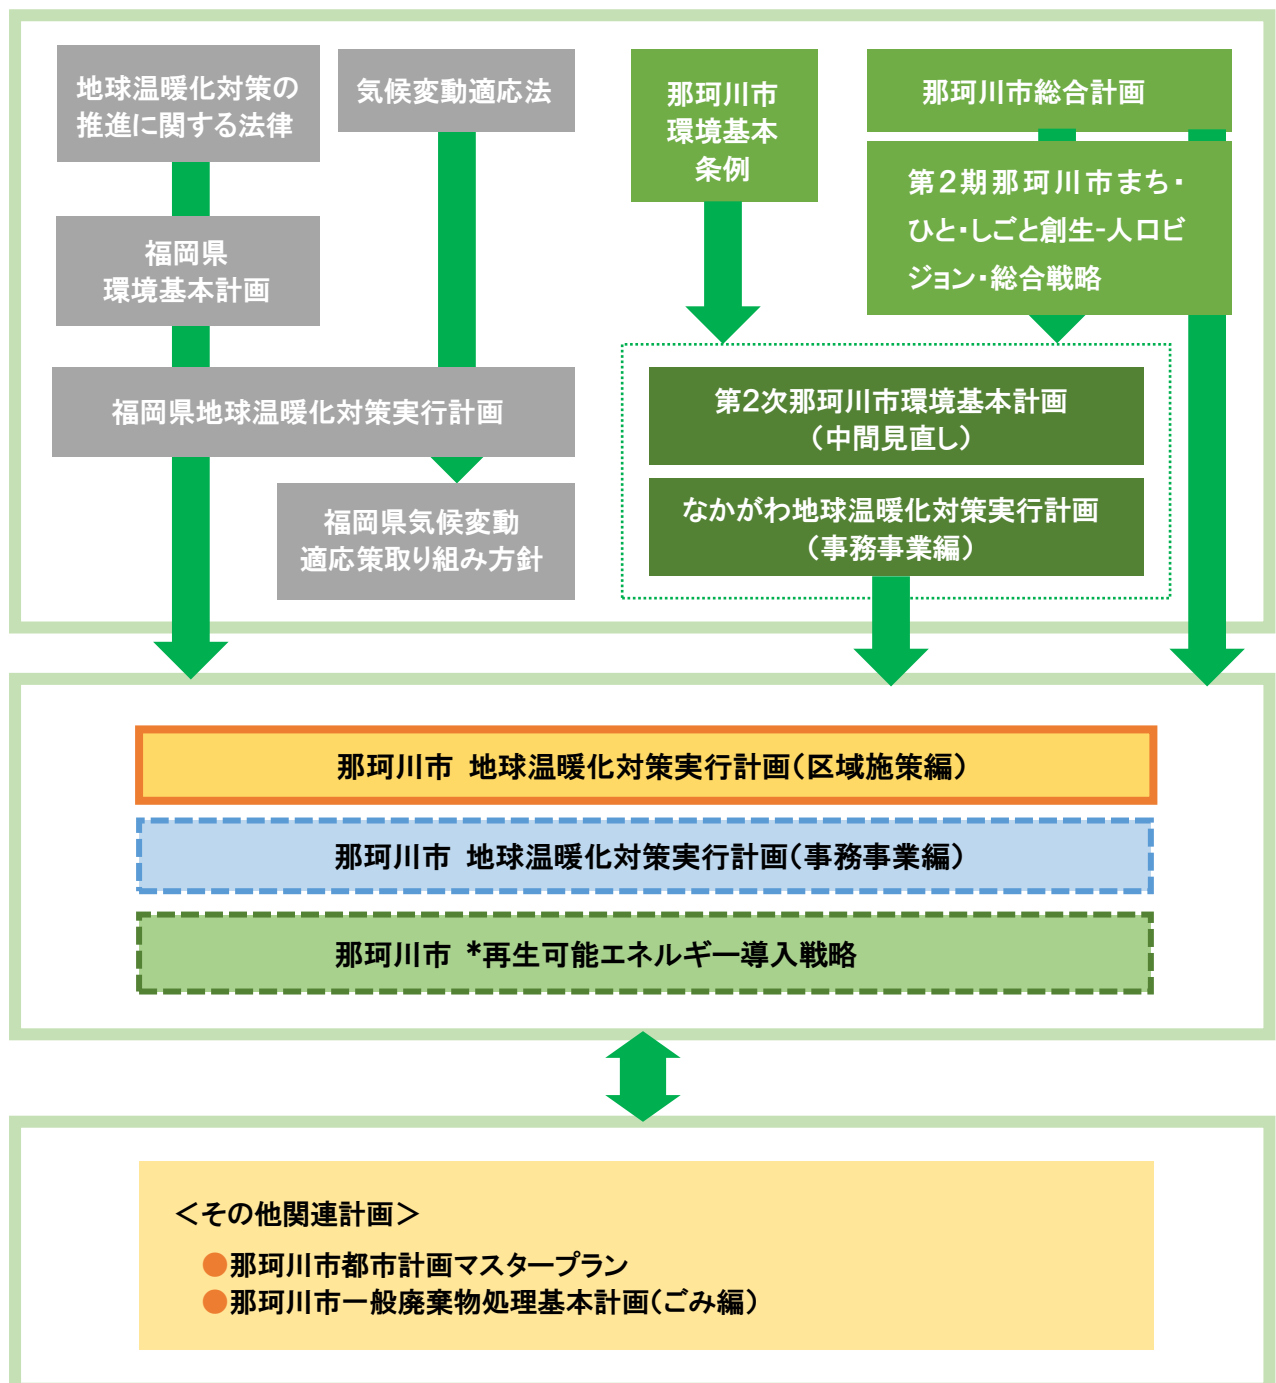 地球温暖化対策の
推進に関する法律
気候変動適応法
那珂川市
環境基本
条例
那珂川市総合計画
第2期那珂川市まち・
ひと・しごと創生-人口ビ
ジョン・総合戦略
福岡県
環境基本計画
福岡県地球温暖化対策実行計画
第2次那珂川市環境基本計画
（中間見直し）
福岡県気候変動
適応策取り組み方針
なかがわ地球温暖化対策実行計画
（事務事業編）
那珂川市 地球温暖化対策実行計画(区域施策編)
那珂川市 地球温暖化対策実行計画(事務事業編)
那珂川市 *再生可能エネルギー導入戦略
＜その他関連計画＞
●那珂川市都市計画マスタープラン
●那珂川市一般廃棄物処理基本計画(ごみ編)